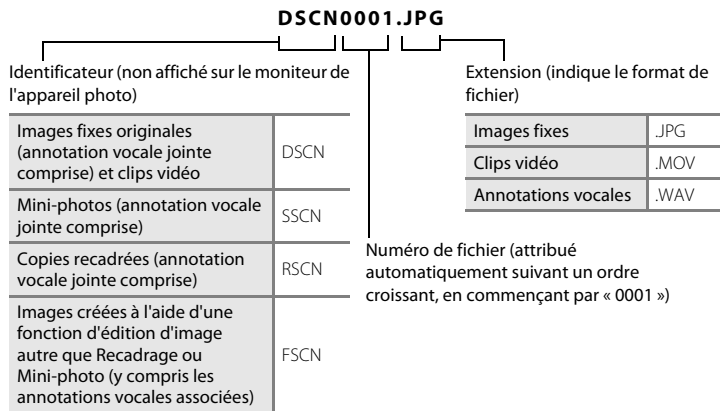 DSCN0001.JPG
Identificateur (non affiché sur le moniteur de
l'appareil photo)
Images fixes originales
(annotation vocale jointe
comprise) et clips vidéo
DSCN
Mini-photos (annotation vocale
jointe comprise)
SSCN
Copies recadrées (annotation
vocale jointe comprise)
RSCN
Images créées à l'aide d'une
fonction d'édition d'image
autre que Recadrage ou
Mini-photo (y compris les
annotations vocales associées)
FSCN
Extension (indique le format de
fichier)
Images fixes .JPG
Clips vidéo .MOV
Annotations vocales .WAV
Numéro de fichier (attribué
automatiquement suivant un ordre
croissant, en commençant par « 0001 »)